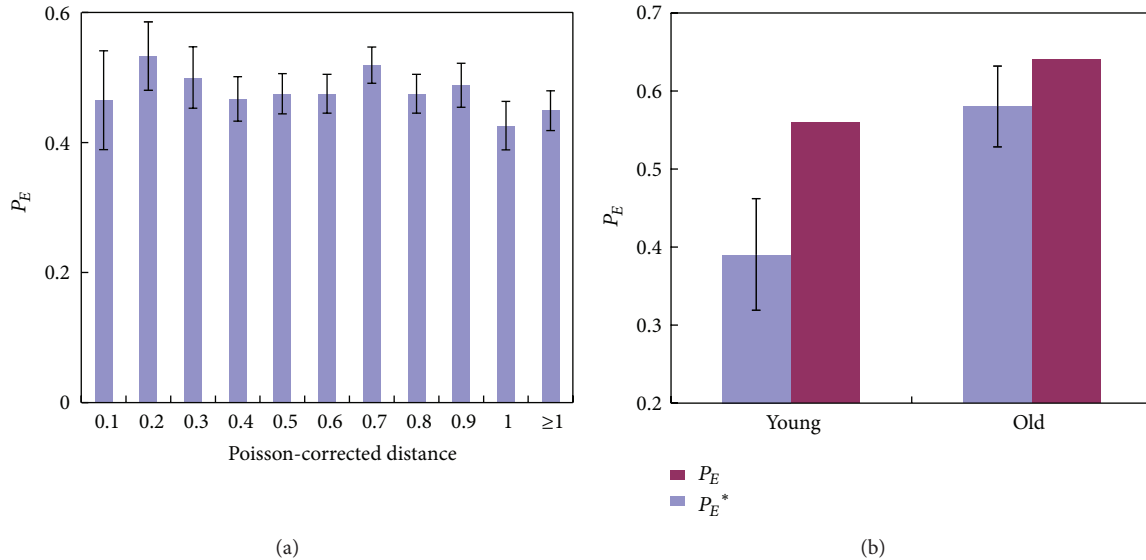 0.6
0.4
0.2
0
P_E
0.1 0.2 0.3 0.4 0.5 0.6 0.7 0.8 0.9 1 ≥1
Poisson-corrected distance
(a)
0.7
0.6
0.5
0.4
0.3
0.2
P_E
Young Old
P_E
P_E*
(b)